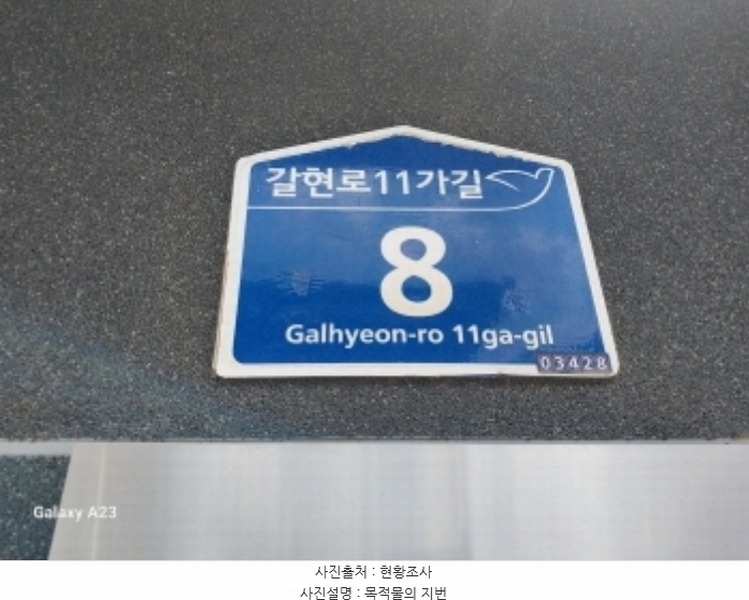 갈현로11가길
8
Galhyeon-ro 11ga-gil
03428
Galaxy A23
사진출처 : 현황조사
사진설명 : 목적물의 지번